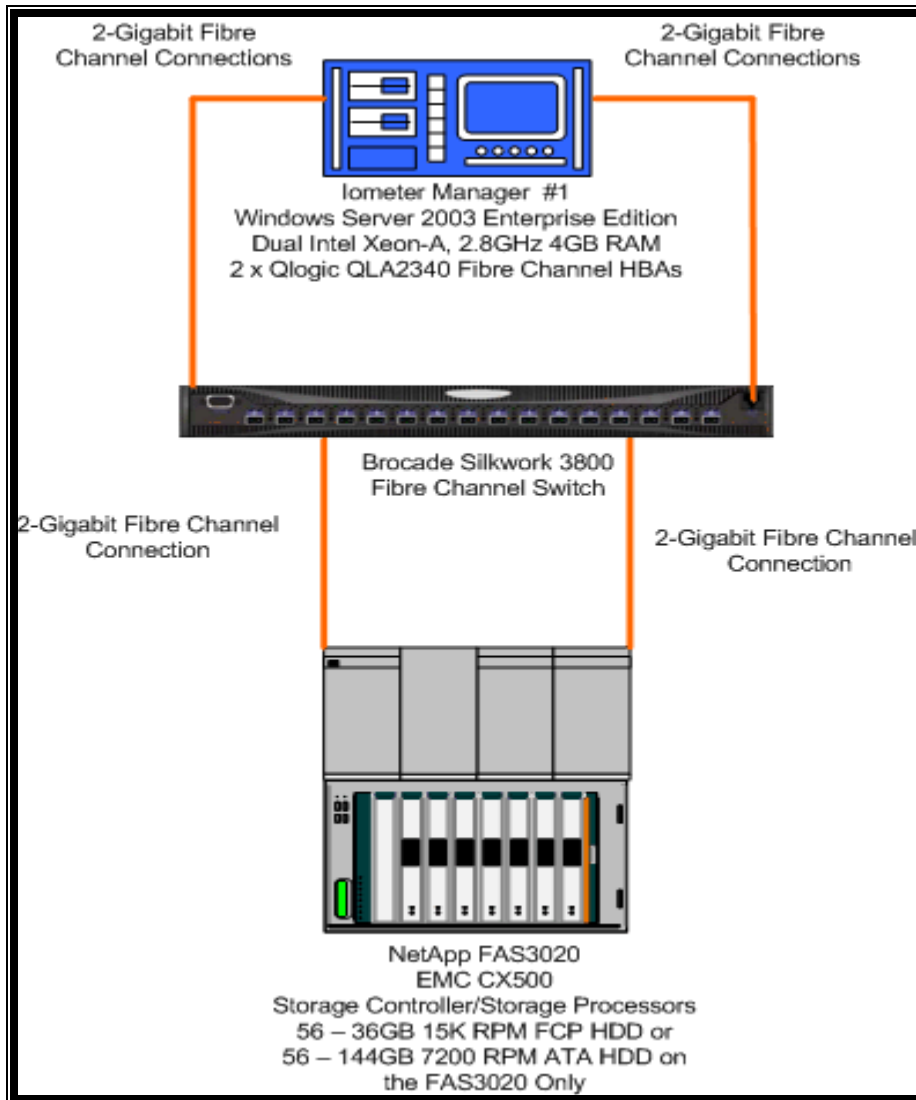 2-Gigabit Fibre
Channel Connections
2-Gigabit Fibre
Channel Connections
Iometer Manager #1
Windows Server 2003 Enterprise Edition
Dual Intel Xeon-A, 2.8GHz 4GB RAM
2 x Qlogic QLA2340 Fibre Channel HBAs
Brocade Silkwork 3800
Fibre Channel Switch
2-Gigabit Fibre Channel
Connection
2-Gigabit Fibre Channel
Connection
NetApp FAS3020
EMC CX500
Storage Controller/Storage Processors
56 – 36GB 15K RPM FCP HDD or
56 – 144GB 7200 RPM ATA HDD on
the FAS3020 Only